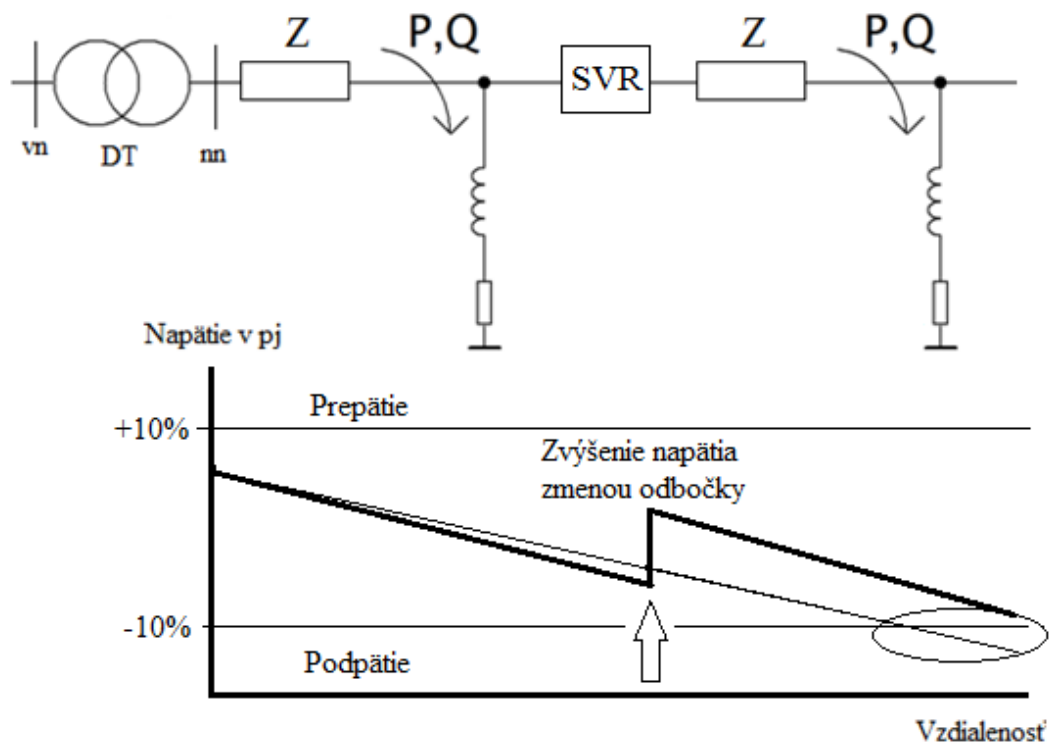 Z
P,Q
SVR
Z
P,Q
vn
DT
nn
Napätie v pj
+10%
Prepätie
Zvýšenie napätia
zmenou odbočky
-10%
Podpätie
Vzdialenosť